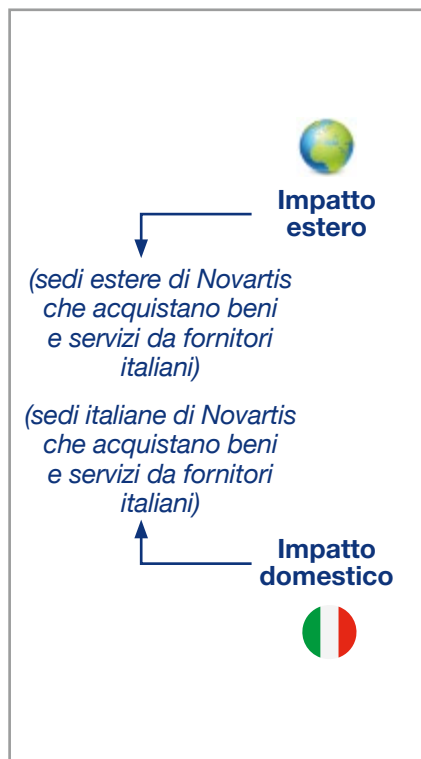 Impatto
estero
(sedi estere di Novartis
che acquistano beni
e servizi da fornitori
italiani)
(sedi italiane di Novartis
che acquistano beni
e servizi da fornitori
italiani)
Impatto
domestico